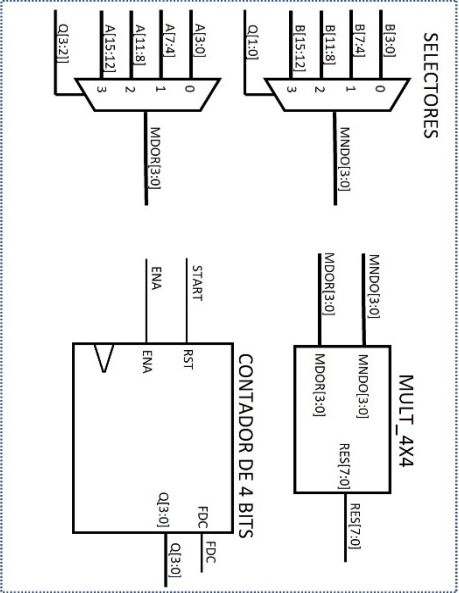 SELECTORES
B[3:0]
0
B[7:4]
1
B[11:8]
2
B[15:12]
3
MNDO[3:0]
Q[1:0]
A[3:0]
0
A[7:4]
1
A[11:8]
2
A[15:12]
3
MDOR[3:0]
Q[3:2]]
MULT_4X4
MNDO[3:0]
MNDO[3:0]
RES[7:0]
RES[7:0]
MDOR[3:0]
MDOR[3:0]
CONTADOR DE 4 BITS
START
RST
FDC
FDC
ENA
ENA
Q[3:0]
Q[3:0]